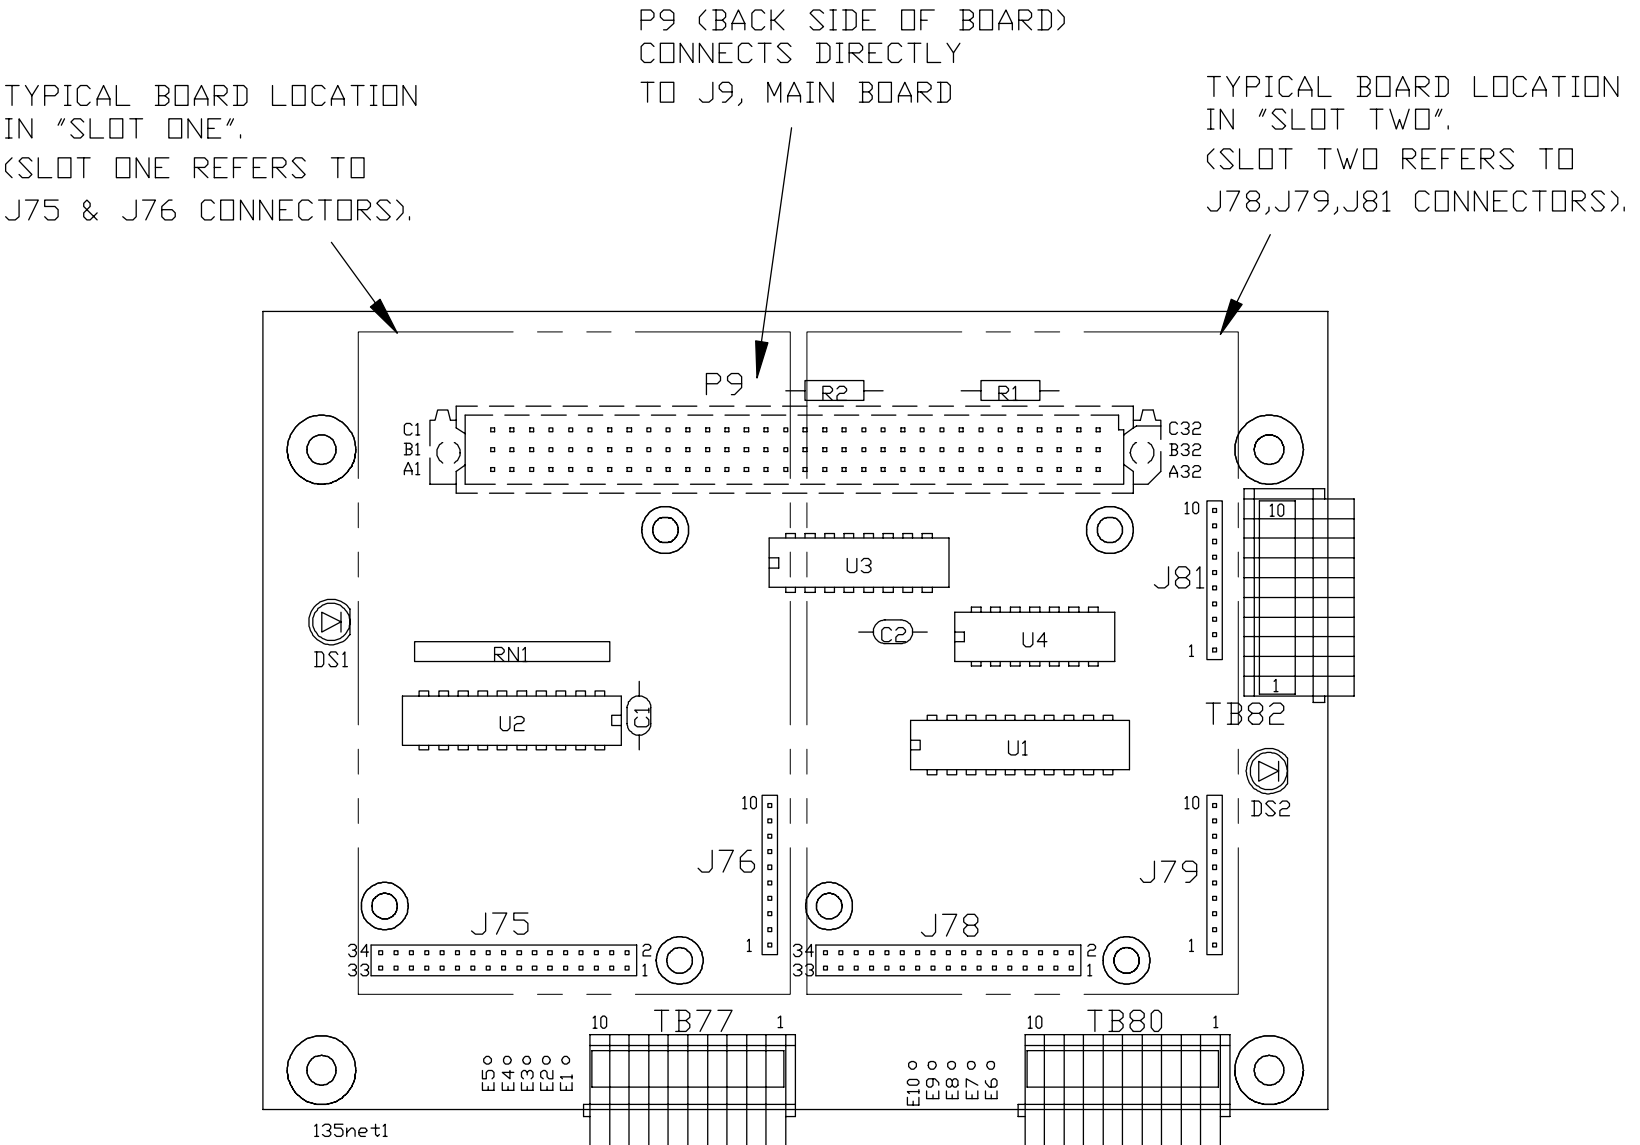 P9 (BACK SIDE OF BOARD)
CONNECTS DIRECTLY
TO J9, MAIN BOARD
TYPICAL BOARD LOCATION
IN "SLOT ONE".
(SLOT ONE REFERS TO
J75 & J76 CONNECTORS).
TYPICAL BOARD LOCATION
IN "SLOT TWO".
(SLOT TWO REFERS TO
J78,J79,J81 CONNECTORS).
P9
R2
R1
C1
B1
A1
C32
B32
A32
10
J81
1
10
1
TB82
U3
C2
U4
DS1
RN1
U2
C1
U1
DS2
10
J76
1
10
J79
1
J75
34
33
2
1
J78
34
33
2
1
10
TB77
1
10
TB80
1
E5
E4
E3
E2
E1
E10
E9
E8
E7
E6
135net1